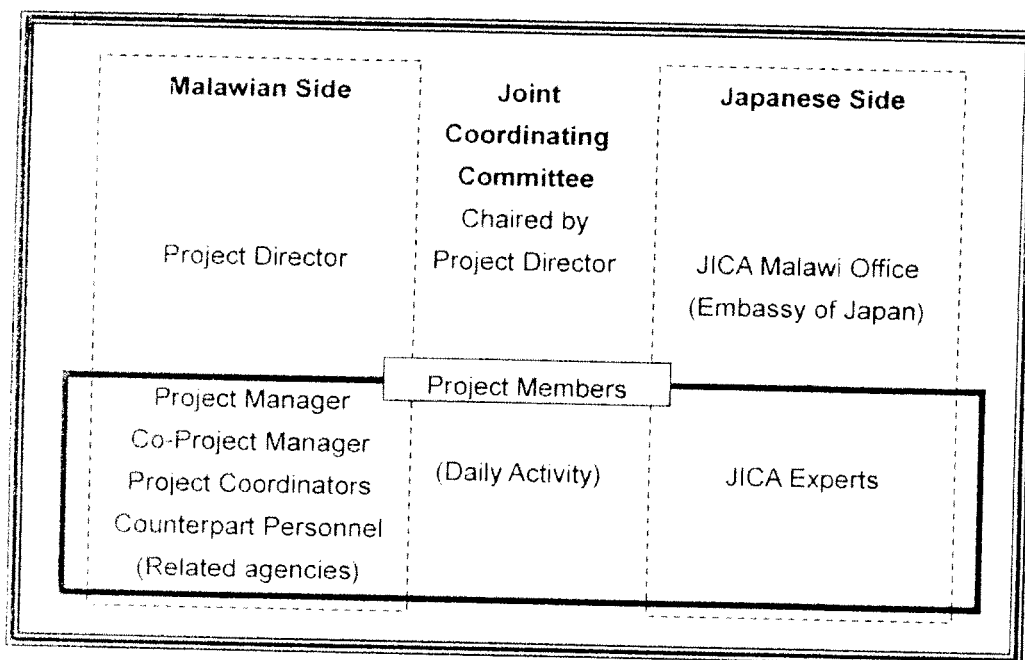 Malawian Side
Project Director
Joint
Coordinating
Committee
Chaired by
Project Director
Japanese Side
JICA Malawi Office
(Embassy of Japan)
Project Members
Project Manager
Co-Project Manager
Project Coordinators
Counterpart Personnel
(Related agencies)
(Daily Activity)
JICA Experts